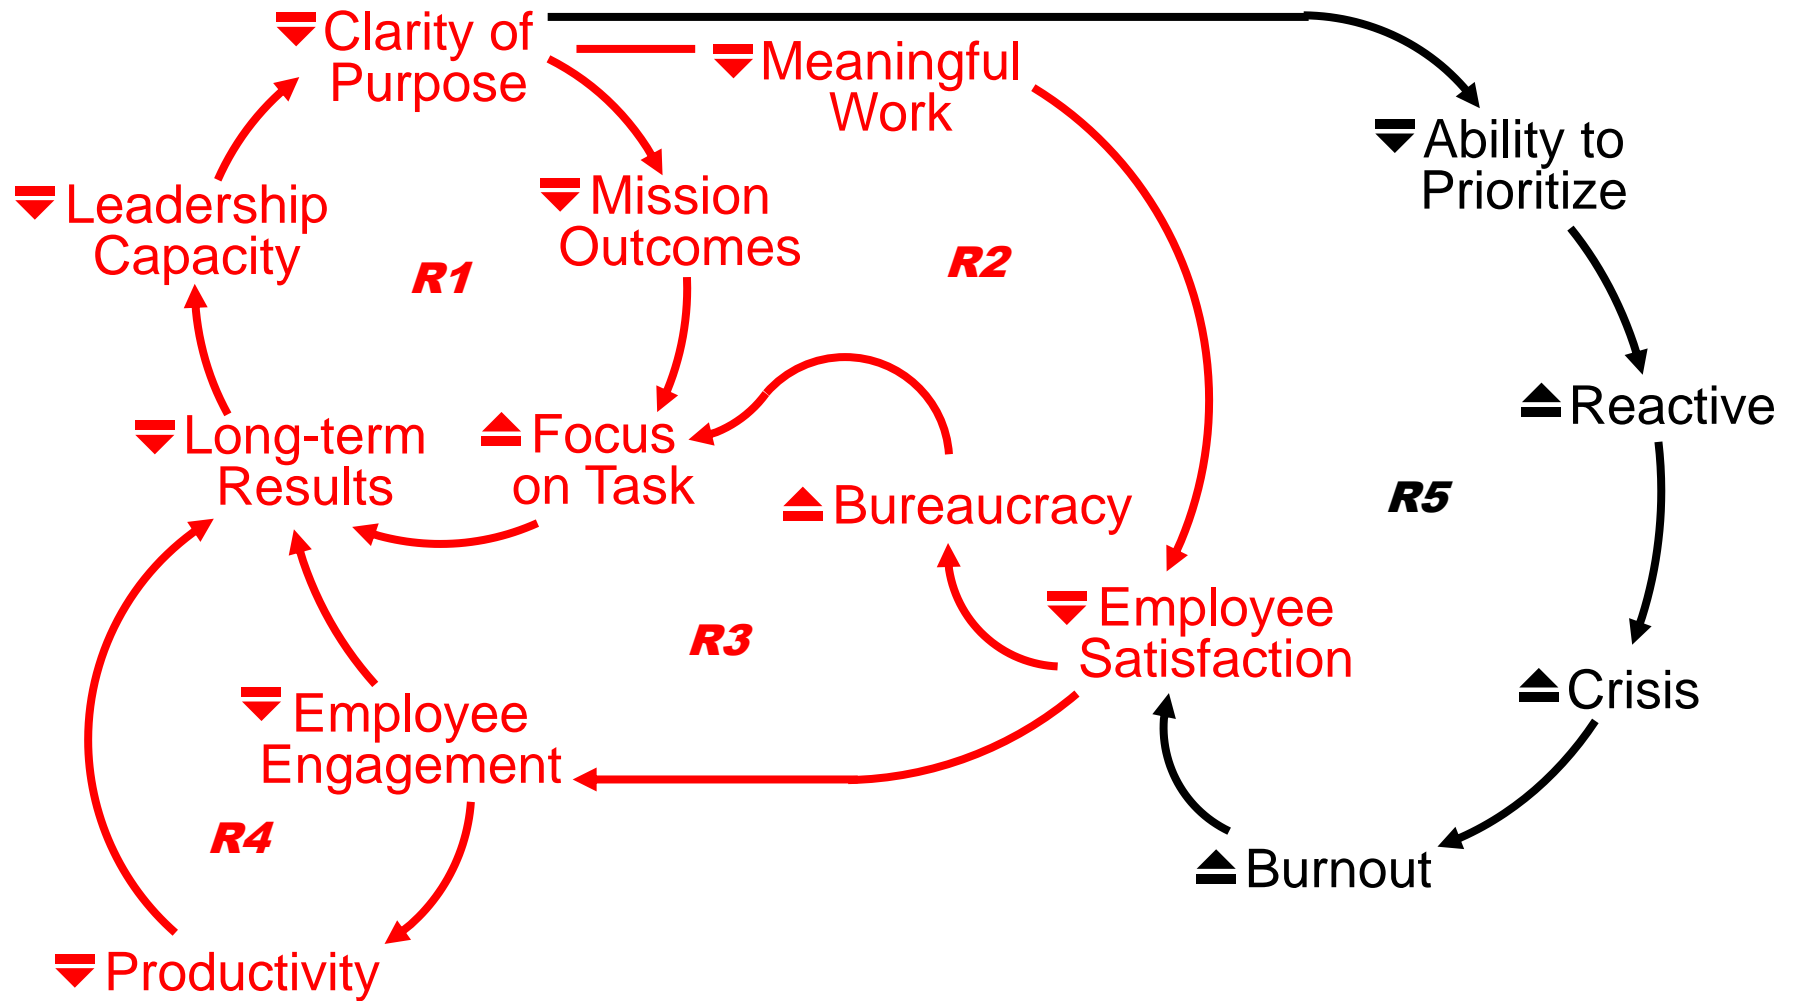 Clarity of
Purpose
Meaningful
Work
Ability to
Prioritize
Leadership
Capacity
Mission
Outcomes
R1
R2
Reactive
Long-term
Results
Focus
on Task
Bureaucracy
R5
Employee
Satisfaction
R3
Crisis
Employee
Engagement
R4
Burnout
Productivity